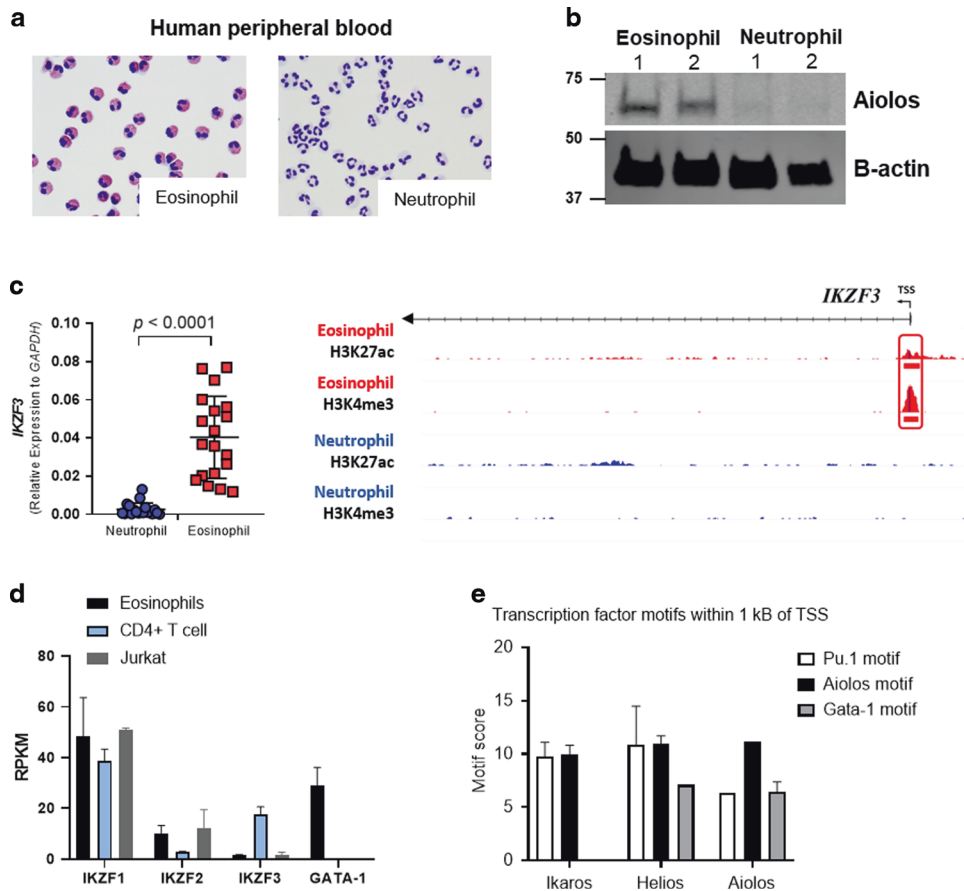 a
Human peripheral blood
Eosinophil
Neutrophil
b
Eosinophil Neutrophil
1 2 1 2
75
Aiolos
50
B-actin
37
c
p < 0.0001
IKZF3
(Relative Expression to GAPDH)
0.10
0.08
0.06
0.04
0.02
0.00
Neutrophil Eosinophil
IKZF3 TSS
Eosinophil
H3K27ac
Eosinophil
H3K4me3
Neutrophil
H3K27ac
Neutrophil
H3K4me3
d
Eosinophils
CD4+ T cell
Jurkat
RPKM
80
60
40
20
0
IKZF1 IKZF2 IKZF3 GATA-1
e
Transcription factor motifs within 1 kB of TSS
Pu.1 motif
Aiolos motif
Gata-1 motif
Motif score
20
15
10
5
0
Ikaros Helios Aiolos